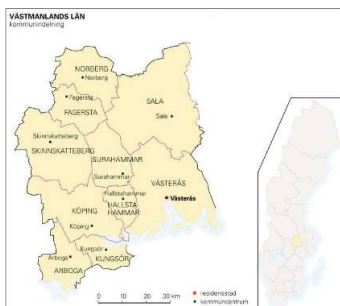 VÄSTMANLANDS LÄN
kommunindelning
NORBERG
Norberg
Fagersta
FAGERSTA
SALA
Sala
Skinnskatteberg
SKINNSKATTEBERG
SURAHAMMAR
Surahammar
VÄSTERÅS
Västerås
Hallstahammar
HALLSTA-
HAMMAR
KÖPING
Köping
Kungsör
KUNGSÖR
Arboga
ARBOGA
residensstad
kommuncentrum
0 10 20 30 km